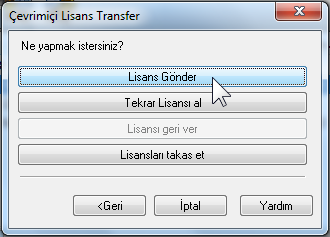 Çevrimiçi Lisans Transfer
Ne yapmak istersiniz?
Lisans Gönder
Tekrar Lisansı al
Lisansı geri ver
Lisansları takas et
<Geri
İptal
Yardım